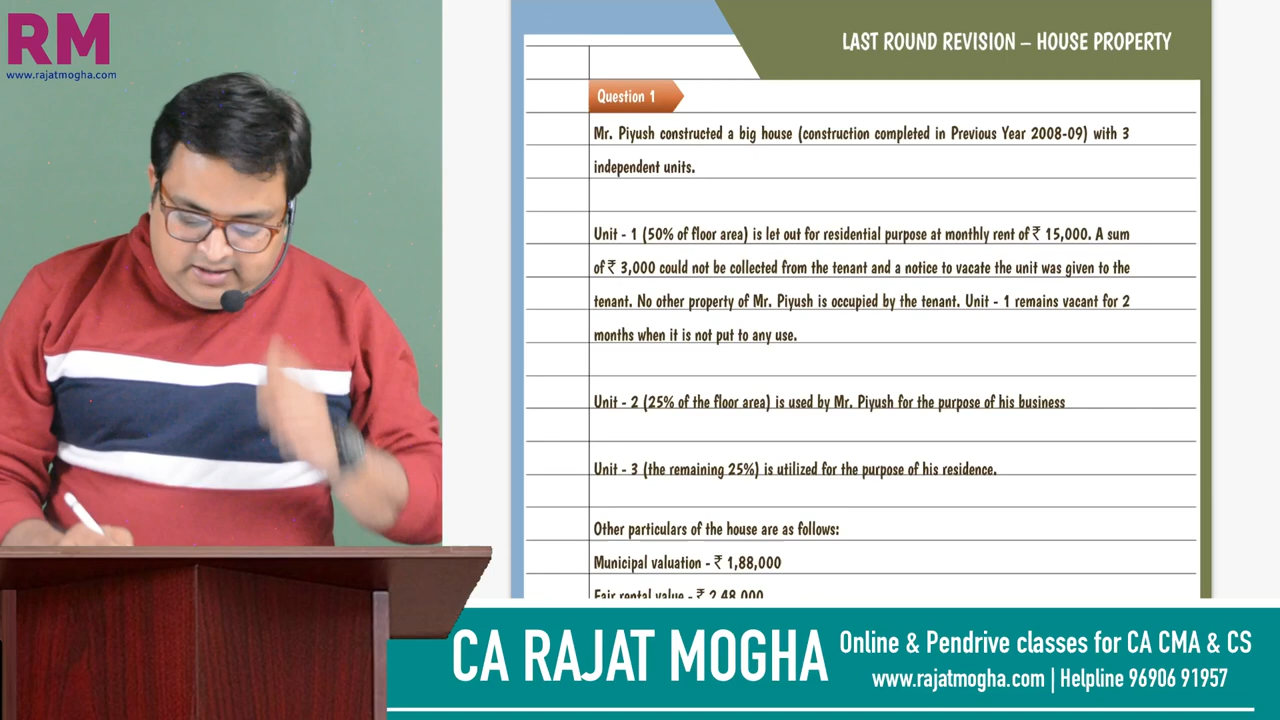 RM
www.rajatmogha.com
LAST ROUND REVISION – HOUSE PROPERTY
Question 1
Mr. Piyush constructed a big house (construction completed in Previous Year 2008-09) with 3
independent units.
Unit - 1 (50% of floor area) is let out for residential purpose at monthly rent of ₹ 15,000. A sum
of ₹ 3,000 could not be collected from the tenant and a notice to vacate the unit was given to the
tenant. No other property of Mr. Piyush is occupied by the tenant. Unit - 1 remains vacant for 2
months when it is not put to any use.
Unit - 2 (25% of the floor area) is used by Mr. Piyush for the purpose of his business
Unit - 3 (the remaining 25%) is utilized for the purpose of his residence.
Other particulars of the house are as follows:
Municipal valuation - ₹ 1,88,000
Fair rental value - ₹ 2,48,000
CA RAJAT MOGHA
Online & Pendrive classes for CA CMA & CS
www.rajatmogha.com | Helpline 96906 91957